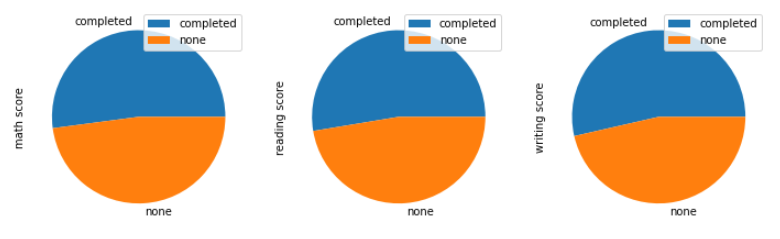 completed
completed
none
math score
none
completed
completed
none
reading score
none
completed
completed
none
writing score
none